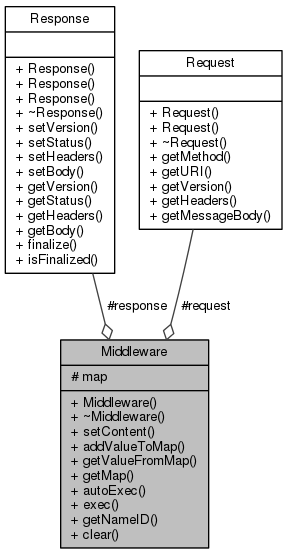 Response
+ Response()
+ Response()
+ Response()
+ ~Response()
+ setVersion()
+ setStatus()
+ setHeaders()
+ setBody()
+ getVersion()
+ getStatus()
+ getHeaders()
+ getBody()
+ finalize()
+ isFinalized()
Request
+ Request()
+ Request()
+ ~Request()
+ getMethod()
+ getURI()
+ getVersion()
+ getHeaders()
+ getMessageBody()
#response
#request
Middleware
# map
+ Middleware()
+ ~Middleware()
+ setContent()
+ addValueToMap()
+ getValueFromMap()
+ getMap()
+ autoExec()
+ exec()
+ getNameID()
+ clear()